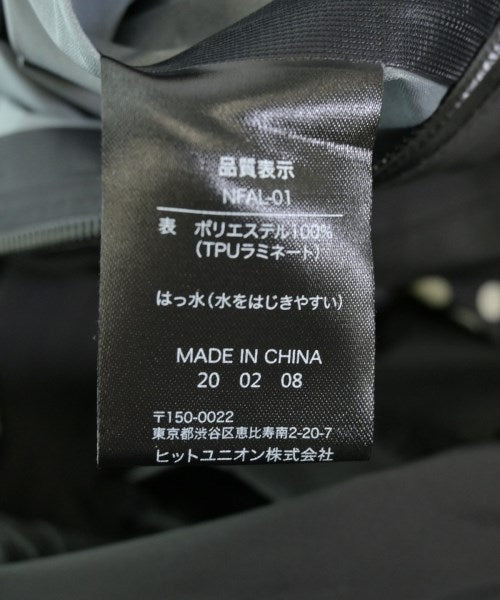 品質表示
NFAL-01
表 ポリエステル100%
(TPUラミネート)
はっ水(水をはじきやすい)
MADE IN CHINA
20 02 08
〒150-0022
東京都渋谷区恵比寿南2-20-7
ヒットユニオン株式会社